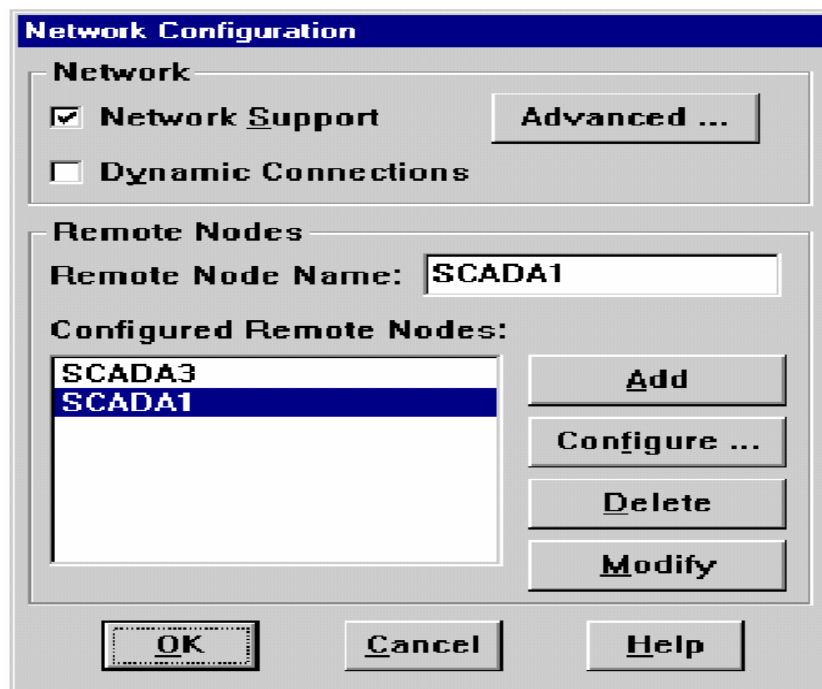 Network Configuration
Network
Network Support
Advanced ...
Dynamic Connections
Remote Nodes
Remote Node Name: SCADA1
Configured Remote Nodes:
SCADA3
SCADA1
Add
Configure ...
Delete
Modify
OK Cancel Help